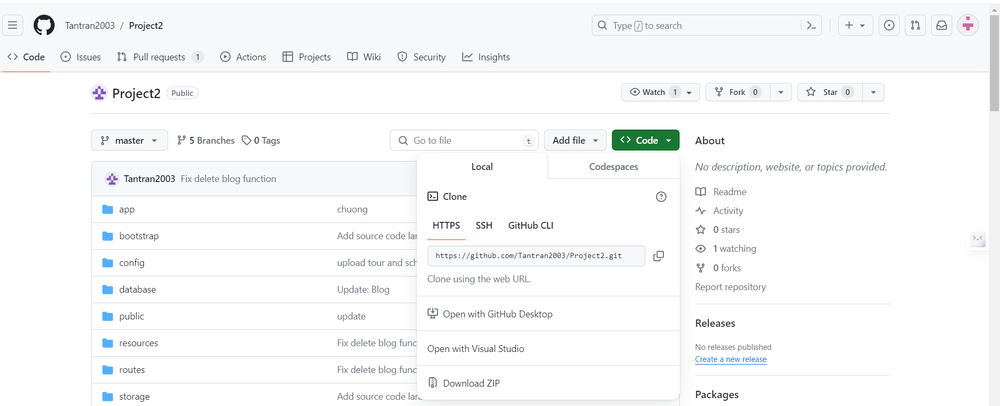 Tantran2003 / Project2
Type / to search
Code
Issues
Pull requests 1
Actions
Projects
Wiki
Security
Insights
Project2 Public
Watch 1
Fork 0
Star 0
master
5 Branches
0 Tags
Go to file t
Add file
Code
Tantran2003 Fix delete blog function
app chuong
bootstrap Add source code lar
config upload tour and sch
database Update: Blog
public update
resources Fix delete blog func
routes Fix delete blog func
storage Add source code lara
Local
Codespaces
Clone
HTTPS SSH GitHub CLI
https://github.com/Tantran2003/Project2.git
Clone using the web URL.
Open with GitHub Desktop
Open with Visual Studio
Download ZIP
About
No description, website, or topics provided.
Readme
Activity
0 stars
1 watching
0 forks
Report repository
Releases
No releases published
Create a new release
Packages